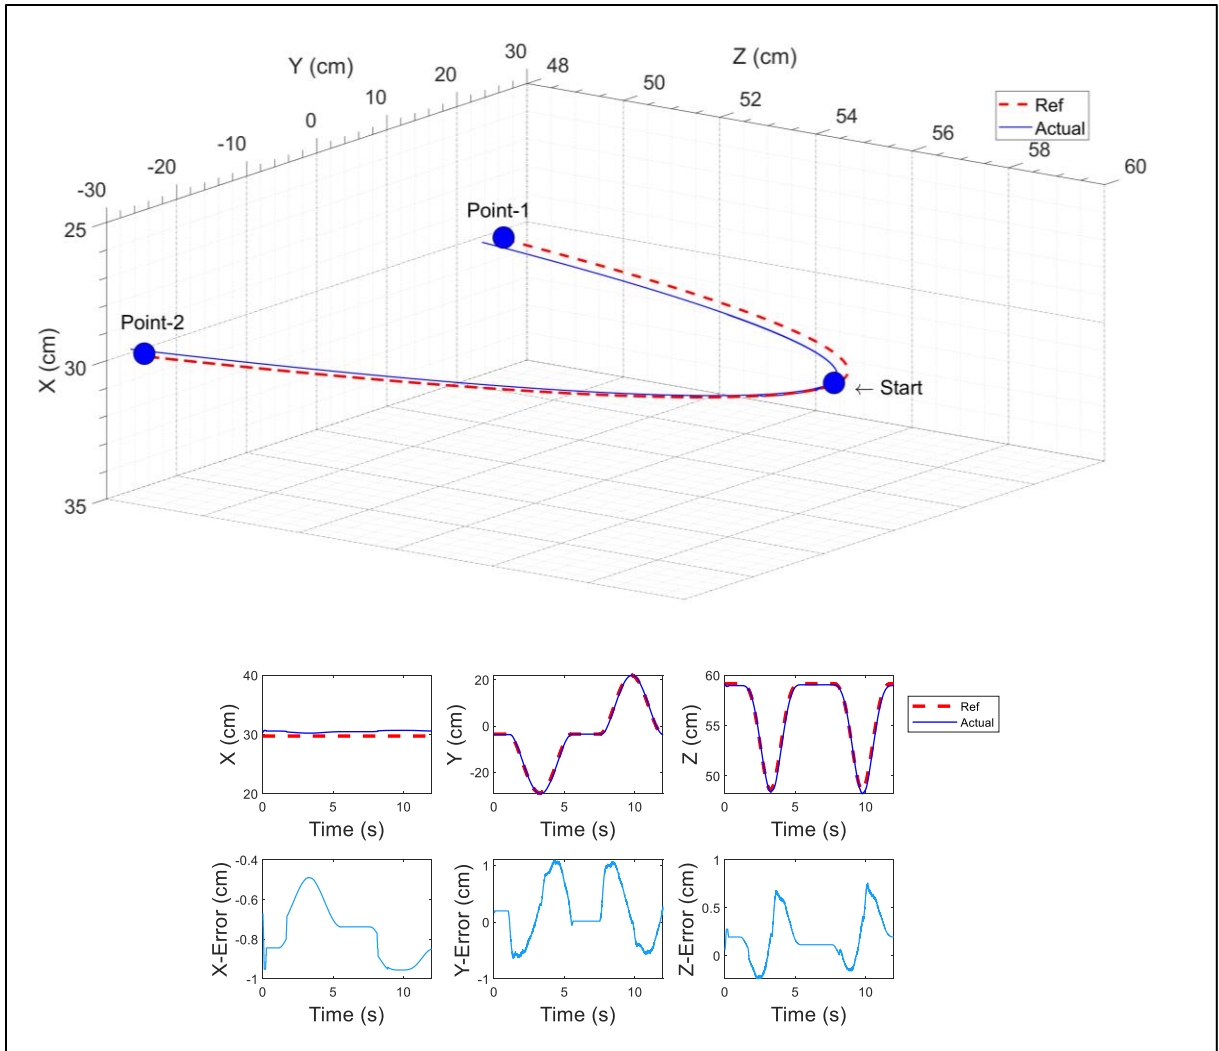 Y (cm)
Z (cm)
-30
-20
-10
0
10
20
30
48
50
52
54
56
58
60
Ref
Actual
25
30
35
X (cm)
Point-1
Point-2
← Start
40
30
20
X (cm)
0
5
10
Time (s)
20
0
-20
Y (cm)
0
5
10
Time (s)
60
55
50
Z (cm)
0
5
10
Time (s)
Ref
Actual
-0.4
-0.6
-0.8
-1
X-Error (cm)
0
5
10
Time (s)
1
0
-1
Y-Error (cm)
0
5
10
Time (s)
1
0.5
0
Z-Error (cm)
0
5
10
Time (s)